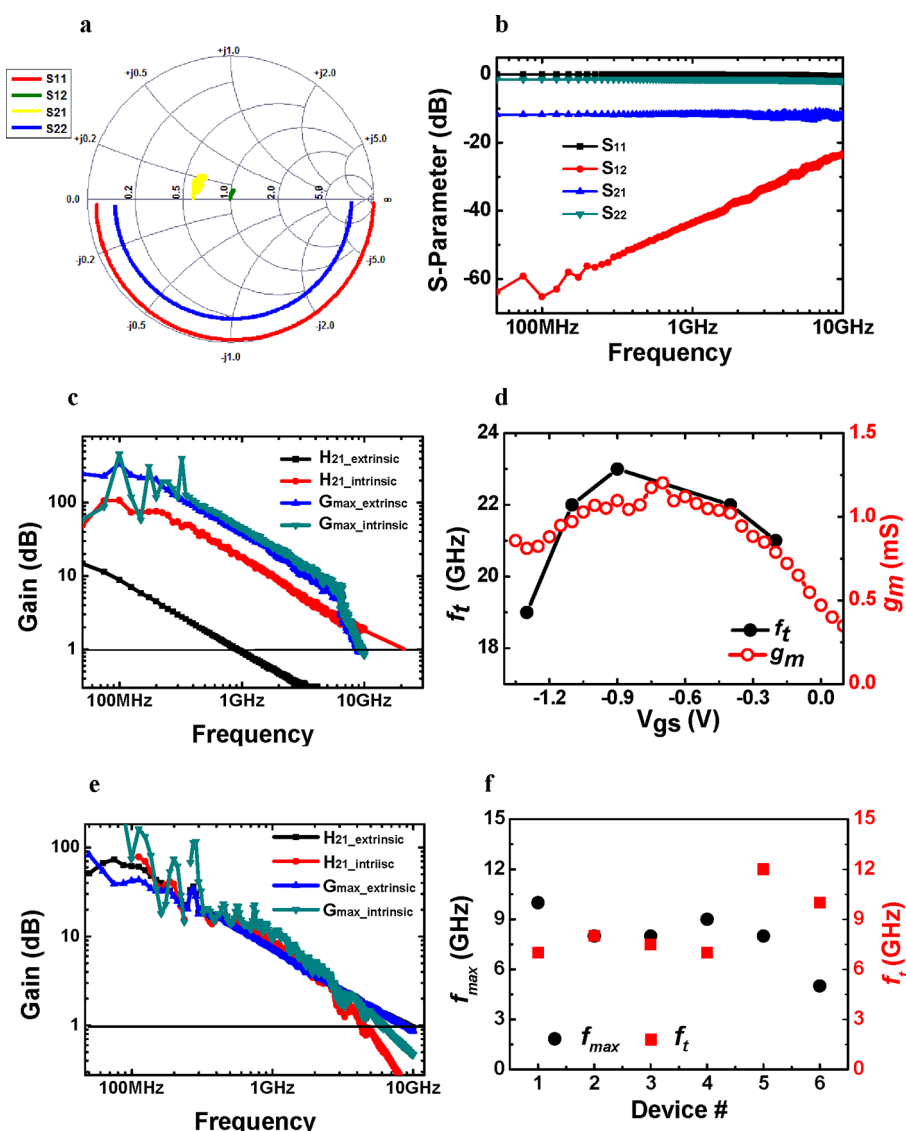 a
S11
S12
S21
S22
+j1.0
+j0.5
+j2.0
+j0.2
+j5.0
0.0
0.2
0.5
1.0
2.0
5.0
∞
-j0.2
-j5.0
-j0.5
-j2.0
-j1.0
b
S-Parameter (dB)
0
-20
-40
-60
S11
S12
S21
S22
100MHz
1GHz
10GHz
Frequency
c
Gain (dB)
100
10
1
H21_extrinsic
H21_intrinsic
Gmax_extrinsc
Gmax_intrinsic
100MHz
1GHz
10GHz
Frequency
d
ft (GHz)
24
22
20
18
1.5
1.0
0.5
0.0
gm (mS)
ft
gm
-1.2
-0.9
-0.6
-0.3
0.0
Vgs (V)
e
Gain (dB)
100
10
1
H21_extrinsic
H21_intriisc
Gmax_extrinsic
Gmax_intrinsic
100MHz
1GHz
10GHz
Frequency
f
fmax (GHz)
15
12
9
6
3
0
12
9
6
3
0
ft (GHz)
fmax
ft
1
2
3
4
5
6
Device #